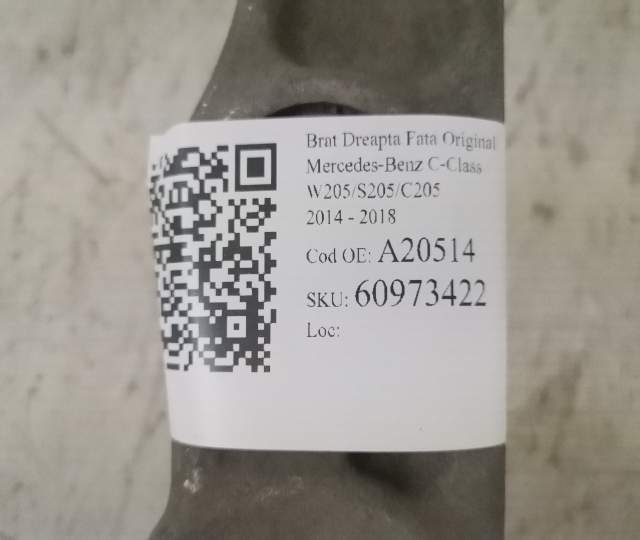 Brat Dreapta Fata Original
Mercedes-Benz C-Class
W205/S205/C205
2014 - 2018
Cod OE: A20514
SKU: 60973422
Loc: